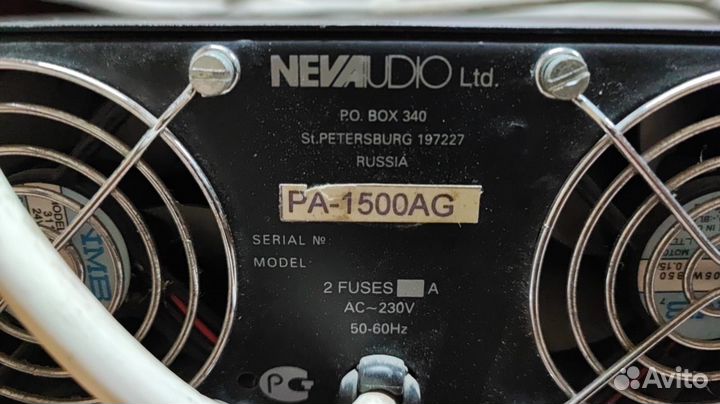 NEVAUDIO Ltd.
P.O. BOX 340
St.PETERSBURG 197227
RUSSIA
PA-1500AG
SERIAL №
MODEL
2 FUSES A
AC~230V
50-60Hz
NMB
Avito